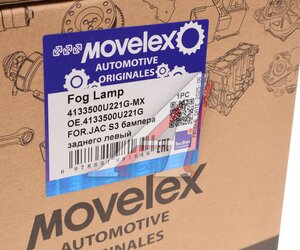 MOVELEX
AUTOMOTIVE
ORIGINALES
Fog Lamp
4133500U221G-MX
OE.4133500U221G
FOR.JAC S3 бампера
заднего левый
1PC
EAC
MOVELEX
AUTOMOTIVE
ORIGINALES